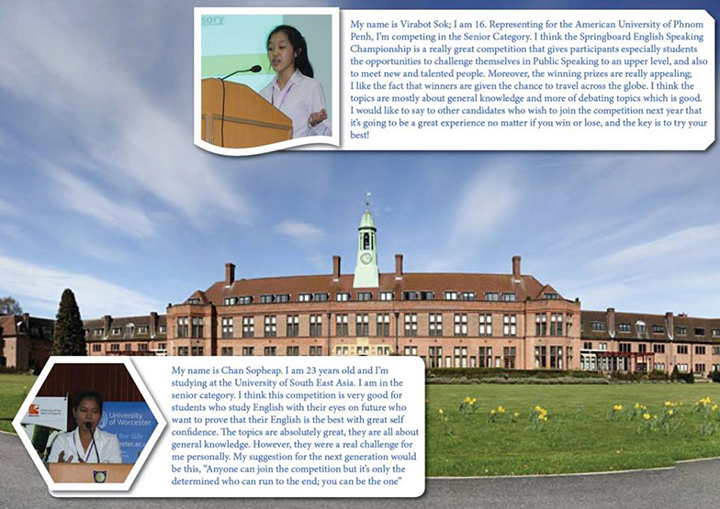 sory
My name is Virabot Sok; I am 16. Representing for the American University of Phnom
Penh, I'm competing in the Senior Category. I think the Springboard English Speaking
Championship is a really great competition that gives participants especially students
the opportunities to challenge themselves in Public Speaking to an upper level, and also
to meet new and talented people. Moreover, the winning prizes are really appealing;
I like the fact that winners are given the chance to travel across the globe. I think the
topics are mostly about general knowledge and more of debating topics which is good.
I would like to say to other candidates who wish to join the competition next year that
it's going to be a great experience no matter if you win or lose, and the key is to try your
best!
My name is Chan Sopheap. I am 23 years old and I'm
studying at the University of South East Asia. I am in the
senior category. I think this competition is very good for
students who study English with their eyes on future who
want to prove that their English is the best with great self
confidence. The topics are absolutely great, they are all about
general knowledge. However, they were a real challenge for
me personally. My suggestion for the next generation would
be this, "Anyone can join the competition but it's only the
determined who can run to the end; you can be the one"
University
of Worcester